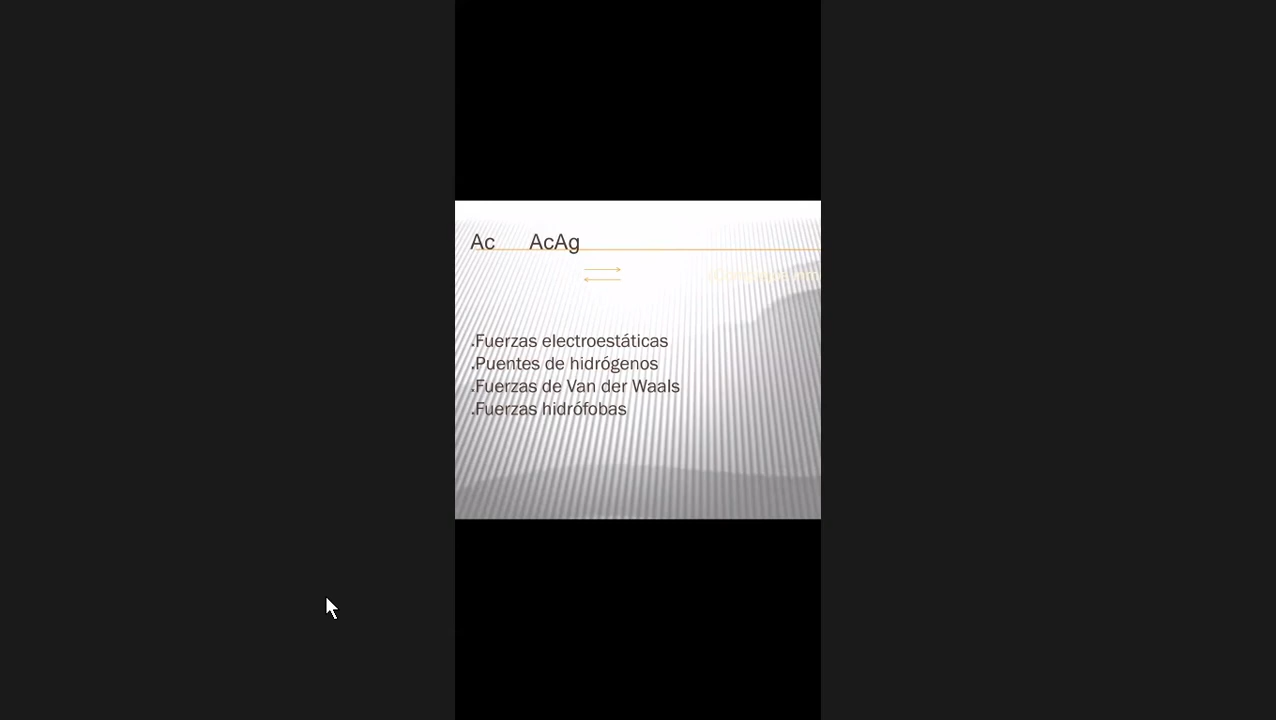 Ac AcAg
.Fuerzas electroestáticas
.Puentes de hidrógenos
.Fuerzas de Van der Waals
.Fuerzas hidrófobas